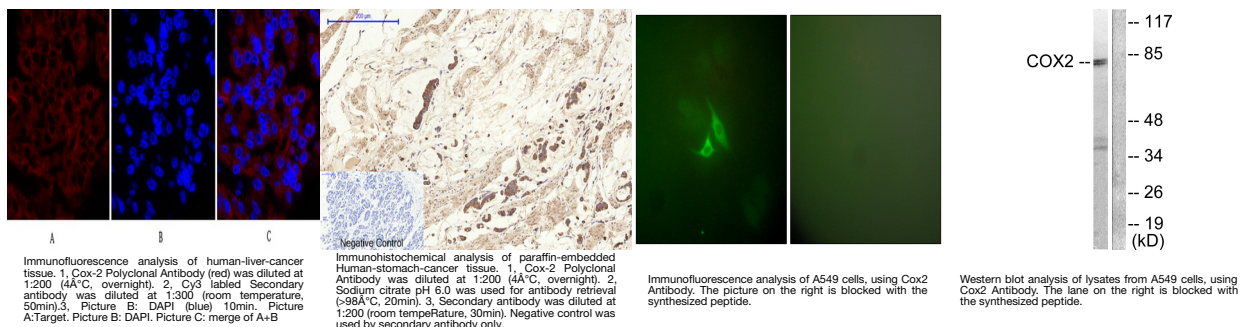 A
B
C
Immunofluorescence analysis of human-liver-cancer
tissue. 1, Cox-2 Polyclonal Antibody (red) was diluted at
1:200 (4Â°C, overnight). 2, Cy3 labled Secondary
antibody was diluted at 1:300 (room temperature,
50min).3, Picture B: DAPI (blue) 10min. Picture
A:Target. Picture B: DAPI. Picture C: merge of A+B
200 µm
Negative Control
Immunohistochemical analysis of paraffin-embedded
Human-stomach-cancer tissue. 1, Cox-2 Polyclonal
Antibody was diluted at 1:200 (4Â°C, overnight). 2,
Sodium citrate pH 6.0 was used for antibody retrieval
(>98Â°C, 20min). 3, Secondary antibody was diluted at
1:200 (room tempeRature, 30min). Negative control was
used by secondary antibody only.
Immunofluorescence analysis of A549 cells, using Cox2
Antibody. The picture on the right is blocked with the
synthesized peptide.
-- 117
-- 85
COX2 --
-- 48
-- 34
-- 26
-- 19
(kD)
Western blot analysis of lysates from A549 cells, using
Cox2 Antibody. The lane on the right is blocked with
the synthesized peptide.